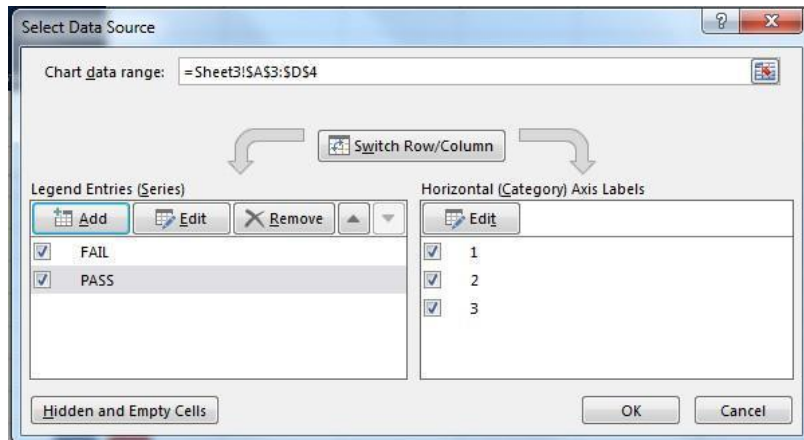 Select Data Source
Chart data range: =Sheet3!$A$3:$D$4
Switch Row/Column
Legend Entries (Series)
Add Edit Remove
FAIL
PASS
Horizontal (Category) Axis Labels
Edit
1
2
3
Hidden and Empty Cells
OK Cancel